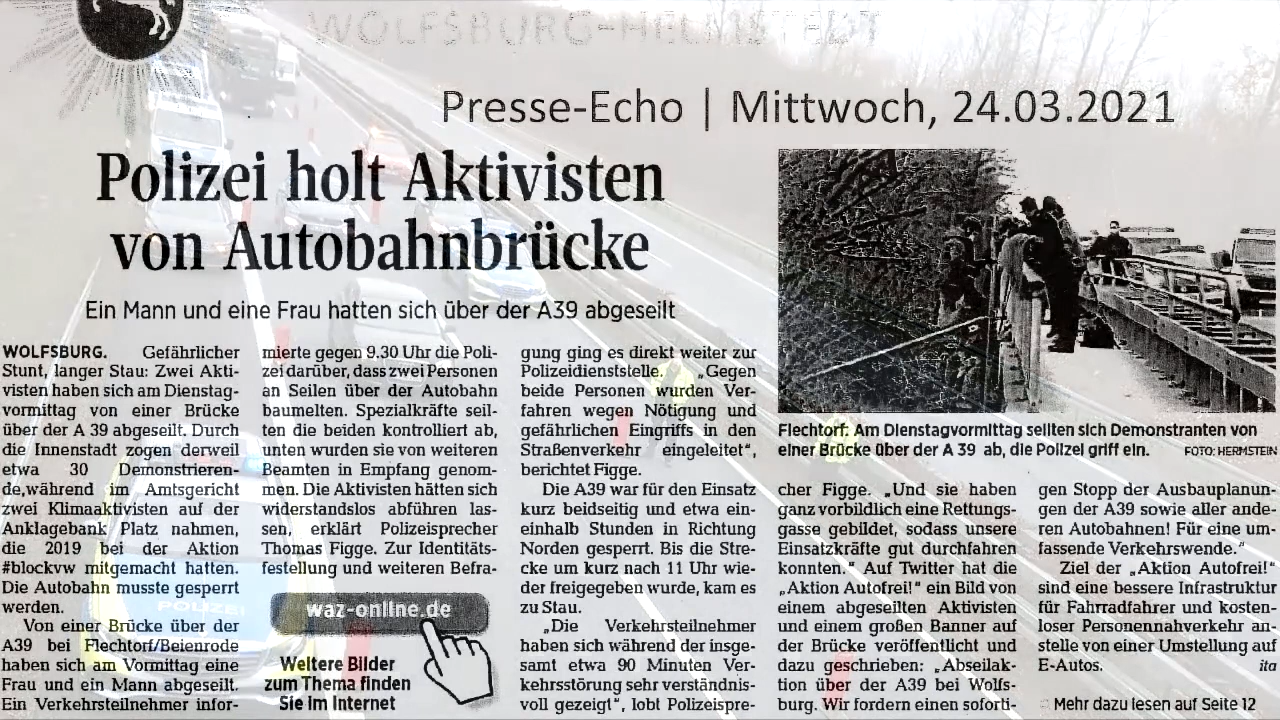 WOLFSBURG-HELMSTEDT
Presse-Echo | Mittwoch, 24.03.2021
Polizei holt Aktivisten
von Autobahnbrücke
Ein Mann und eine Frau hatten sich über der A39 abgeseilt
WOLFSBURG. Gefährlicher
Stunt, langer Stau: Zwei Akti-
visten haben sich am Dienstag-
vormittag von einer Brücke
über der A 39 abgeseilt. Durch
die Innenstadt zogen derweil
etwa 30 Demonstrieren-
de,während im Amtsgericht
zwei Klimaaktivisten auf der
Anklagebank Platz nahmen,
die 2019 bei der Aktion
#blockvw mitgemacht hatten.
Die Autobahn musste gesperrt
werden.
Von einer Brücke über der
A39 bei Flechtorf/Beienrode
haben sich am Vormittag eine
Frau und ein Mann abgeseilt.
Ein Verkehrsteilnehmer infor-
mierte gegen 9.30 Uhr die Poli-
zei darüber, dass zwei Personen
an Seilen über der Autobahn
baumelten. Spezialkräfte seil-
ten die beiden kontrolliert ab,
unten wurden sie von weiteren
Beamten in Empfang genom-
men. Die Aktivisten hätten sich
widerstandslos abführen las-
sen, erklärt Polizeisprecher
Thomas Figge. Zur Identitäts-
feststellung und weiteren Befra-
waz-online.de
Weitere Bilder
zum Thema finden
Sie im Internet
gung ging es direkt weiter zur
Polizeidienststelle. „Gegen
beide Personen wurden Ver-
fahren wegen Nötigung und
gefährlichen Eingriffs in den
Straßenverkehr eingeleitet“,
berichtet Figge.
Die A39 war für den Einsatz
kurz beidseitig und etwa ein-
einhalb Stunden in Richtung
Norden gesperrt. Bis die Stre-
cke um kurz nach 11 Uhr wie-
der freigegeben wurde, kam es
zu Stau.
„Die Verkehrsteilnehmer
haben sich während der insge-
samt etwa 90 Minuten Ver-
kehrsstörung sehr verständnis-
voll gezeigt“, lobt Polizeispre-
Flechtorf: Am Dienstagvormittag seilten sich Demonstranten von
einer Brücke über der A 39 ab, die Polizei griff ein.
FOTO: HERMSTEIN
cher Figge. „Und sie haben
ganz vorbildlich eine Rettungs-
gasse gebildet, sodass unsere
Einsatzkräfte gut durchfahren
konnten.“ Auf Twitter hat die
„Aktion Autofrei!“ ein Bild von
einem abgeseilten Aktivisten
und einem großen Banner auf
der Brücke veröffentlicht und
dazu geschrieben: „Abseilak-
tion über der A39 bei Wolfs-
burg. Wir fordern einen soforti-
gen Stopp der Ausbauplanun-
gen der A39 sowie aller ande-
ren Autobahnen! Für eine um-
fassende Verkehrswende.“
Ziel der „Aktion Autofrei!“
sind eine bessere Infrastruktur
für Fahrradfahrer und kosten-
loser Personennahverkehr an-
stelle von einer Umstellung auf
E-Autos.
ita
Mehr dazu lesen auf Seite 12
POLIZEI